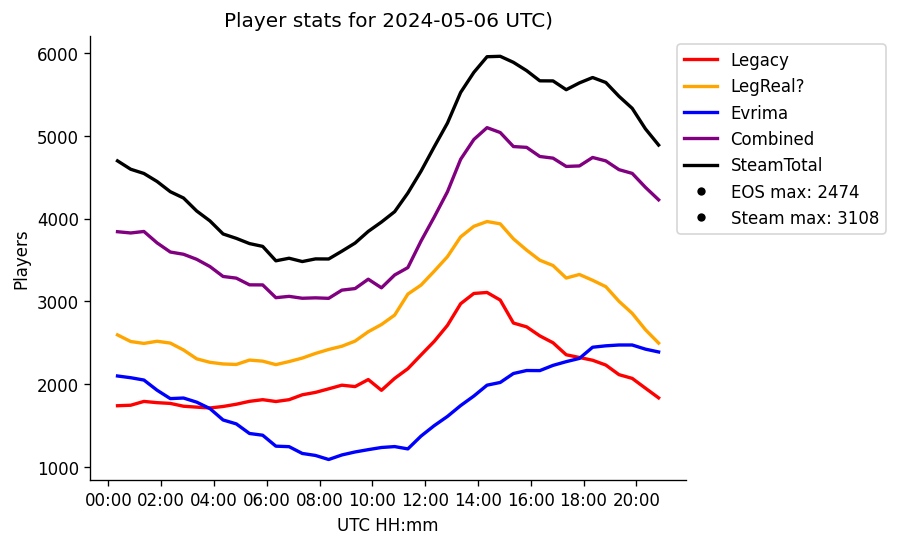 Player stats for 2024-05-06 UTC)
Players
6000
5000
4000
3000
2000
1000
00:00 02:00 04:00 06:00 08:00 10:00 12:00 14:00 16:00 18:00 20:00
UTC HH:mm
Legacy
LegReal?
Evrima
Combined
SteamTotal
EOS max: 2474
Steam max: 3108